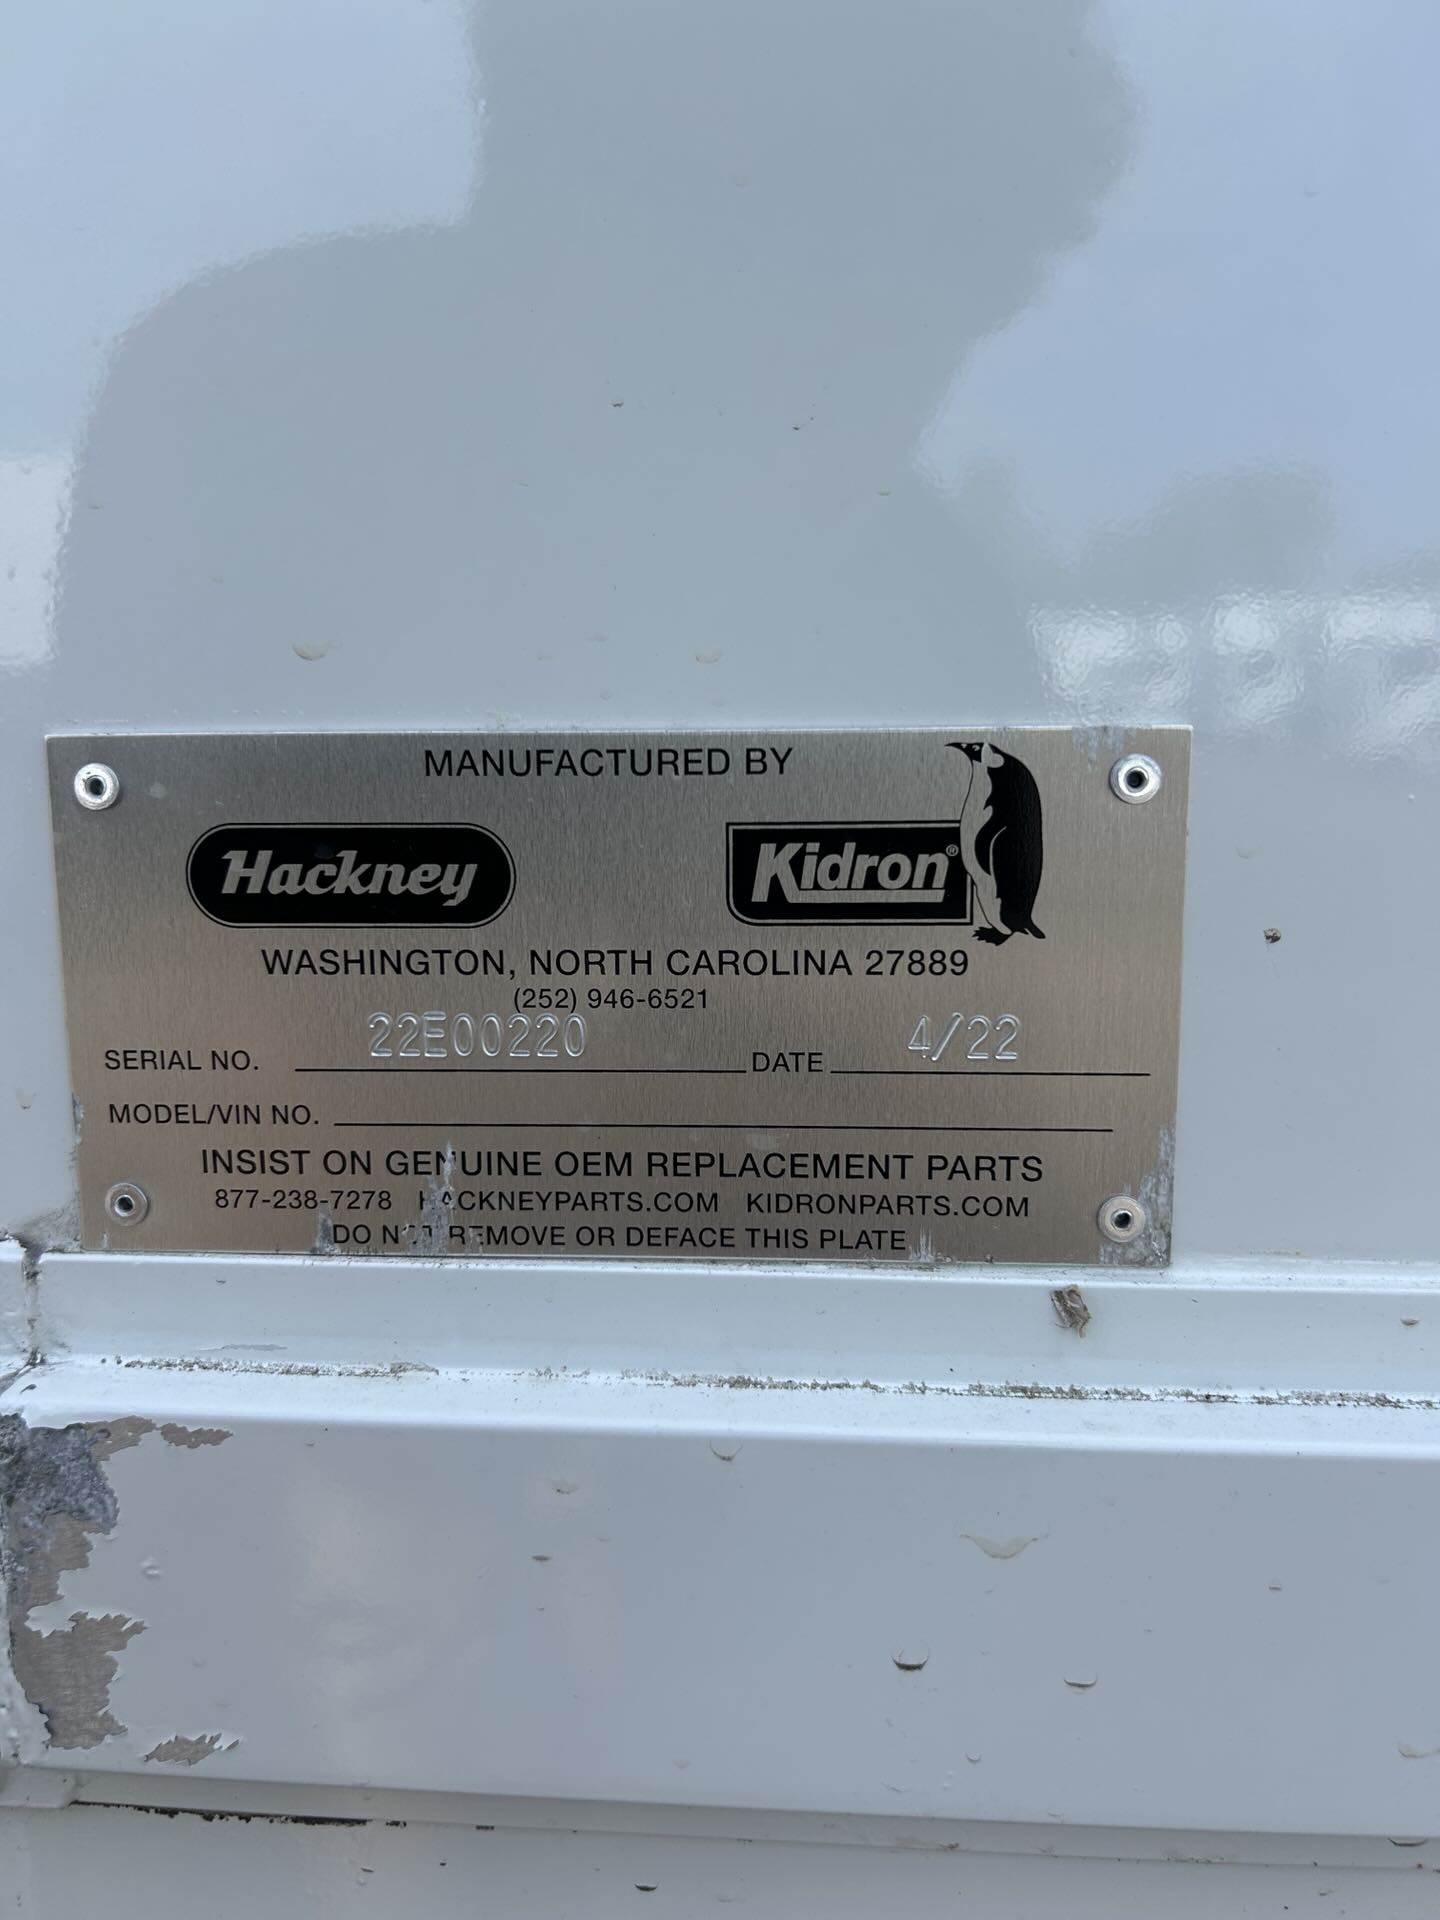 MANUFACTURED BY
Hackney Kidron®
WASHINGTON, NORTH CAROLINA 27889
(252) 946-6521
SERIAL NO. 22E00220 DATE 4/22
MODEL/VIN NO.
INSIST ON GENUINE OEM REPLACEMENT PARTS
877-238-7278 HACKNEYPARTS.COM KIDRONPARTS.COM
DO NOT REMOVE OR DEFACE THIS PLATE